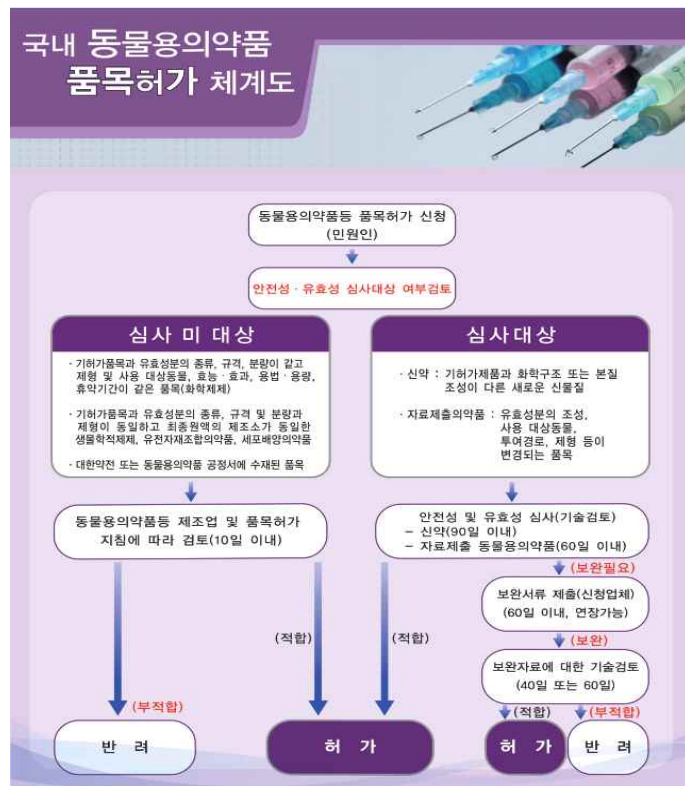 국내 동물용의약품
품목허가 체계도
동물용의약품등 품목허가 신청
(민원인)
안전성·유효성 심사대상 여부검토
심사 미 대상
· 기허가품목과 유효성분의 종류, 규격, 분량이 같고
제형 및 사용 대상동물, 효능·효과, 용법·용량,
휴약기간이 같은 품목(화학제제)
· 기허가품목과 유효성분의 종류, 규격 및 분량과
제형이 동일하고 최종원액의 제조소가 동일한
생물학적제제, 유전자재조합의약품, 세포배양의약품
· 대한약전 또는 동물용의약품 공정서에 수재된 품목
심사대상
· 신약 : 기허가제품과 화학구조 또는 본질
조성이 다른 새로운 신물질
· 자료제출의약품 : 유효성분의 조성,
사용 대상동물,
투여경로, 제형 등이
변경되는 품목
동물용의약품등 제조업 및 품목허가
지침에 따라 검토(10일 이내)
안전성 및 유효성 심사(기술검토)
– 신약(90일 이내)
– 자료제출 동물용의약품(60일 이내)
(보완필요)
보완서류 제출(신청업체)
(60일 이내, 연장가능)
(적합)
(적합)
(보완)
보완자료에 대한 기술검토
(40일 또는 60일)
(부적합)
(적합)
(부적합)
반 려
허 가
허 가
반 려